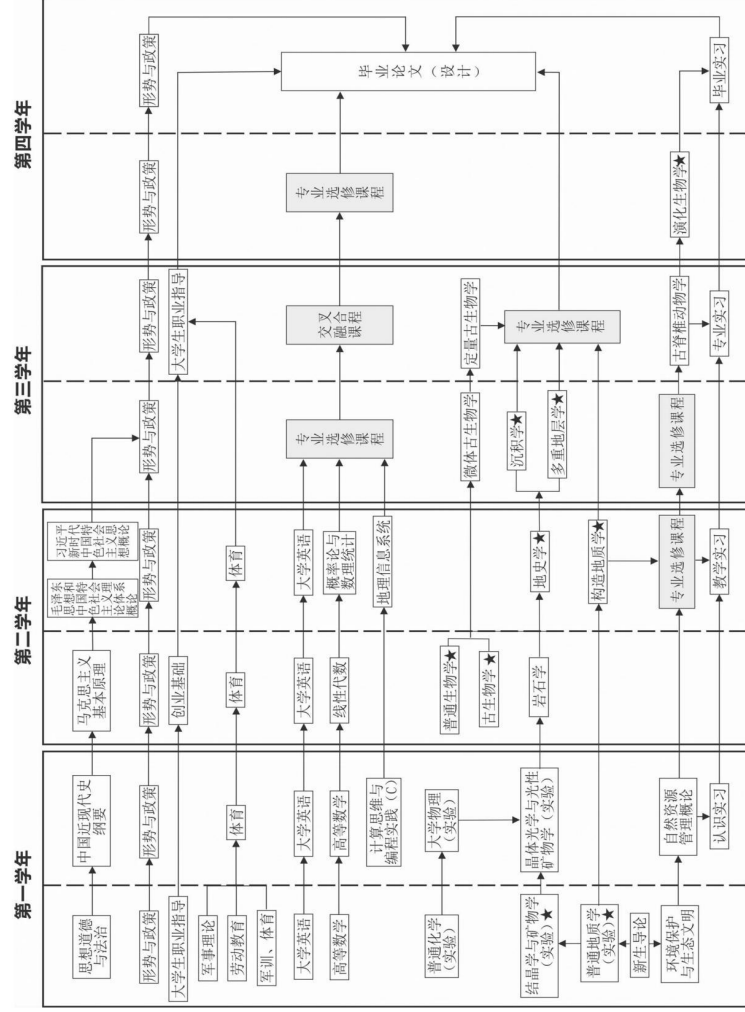 第一学年
第二学年
第三学年
第四学年
思想道德
与法治
中国近现代史
纲要
马克思主义
基本原理
毛泽东
思想和
中国特
色社会
主义理
论体系
概论
习近平
新时代
中国特
色社会
主义思
想概论
形势与政策
形势与政策
形势与政策
形势与政策
形势与政策
形势与政策
形势与政策
形势与政策
大学生职业指导
创业基础
大学生职业指导
军事理论
劳动教育
军训、体育
体育
体育
体育
大学英语
大学英语
大学英语
大学英语
高等数学
高等数学
线性代数
概率论与
数理统计
计算思维与
编程实践(C)
地理信息系统
专业
选修
课程
交叉
融合
课程
专业
选修
课程
毕业论文(设计)
普通化学
(实验)
大学物理
(实验)
普通生物学★
古生物学★
微体古生物学
定量古生物学
结晶学与矿物学
(实验)★
晶体光学与光性
矿物学(实验)
岩石学
地史学★
沉积学★
多重地层学★
专业
选修
课程
普通地质学
(实验)★
构造地质学★
新生导论
环境保护
与生态文明
自然资源
管理概论
专业选修课程
专业选修课程
古脊椎动物学
演化生物学★
认识实习
教学实习
专业实习
毕业实习